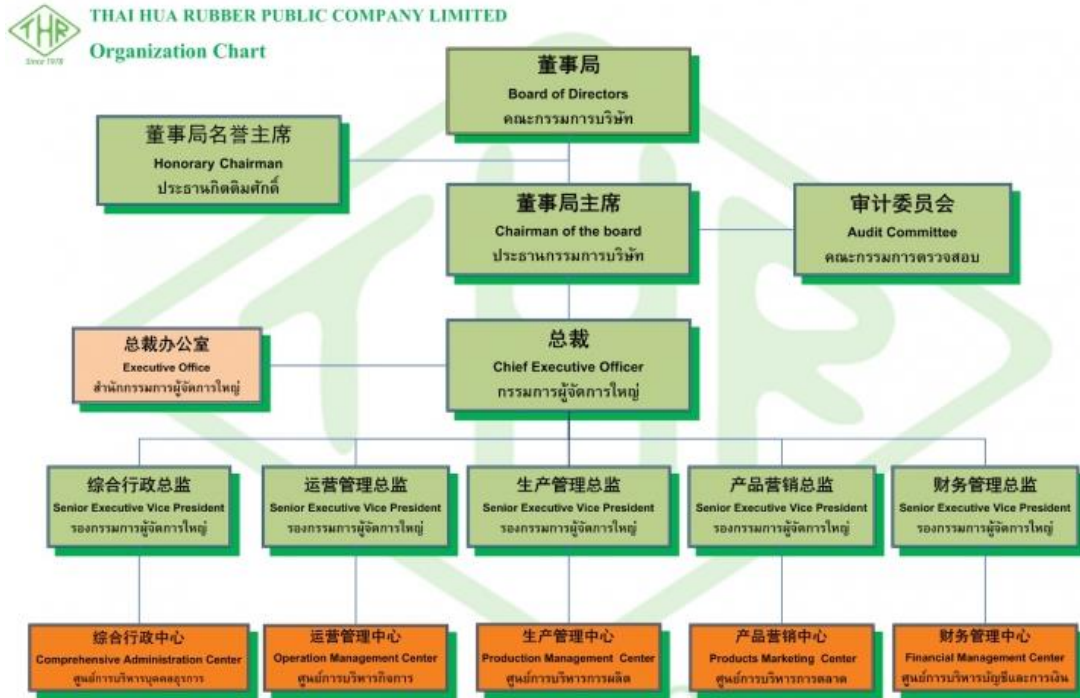 THR
Since 1978
THAI HUA RUBBER PUBLIC COMPANY LIMITED
Organization Chart
董事局
Board of Directors
คณะกรรมการบริษัท
董事局名誉主席
Honorary Chairman
ประธานกิตติมศักดิ์
董事局主席
Chairman of the board
ประธานกรรมการบริษัท
审计委员会
Audit Committee
คณะกรรมการตรวจสอบ
总裁办公室
Executive Office
สำนักกรรมการผู้จัดการใหญ่
总裁
Chief Executive Officer
กรรมการผู้จัดการใหญ่
综合行政总监
Senior Executive Vice President
รองกรรมการผู้จัดการใหญ่
运营管理总监
Senior Executive Vice President
รองกรรมการผู้จัดการใหญ่
生产管理总监
Senior Executive Vice President
รองกรรมการผู้จัดการใหญ่
产品营销总监
Senior Executive Vice President
รองกรรมการผู้จัดการใหญ่
财务管理总监
Senior Executive Vice President
รองกรรมการผู้จัดการใหญ่
综合行政中心
Comprehensive Administration Center
ศูนย์การบริหารบุคคลธุรการ
运营管理中心
Operation Management Center
ศูนย์การบริหารกิจการ
生产管理中心
Production Management Center
ศูนย์การบริหารการผลิต
产品营销中心
Products Marketing Center
ศูนย์การบริหารการตลาด
财务管理中心
Financial Management Center
ศูนย์การบริหารบัญชีและการเงิน
THR